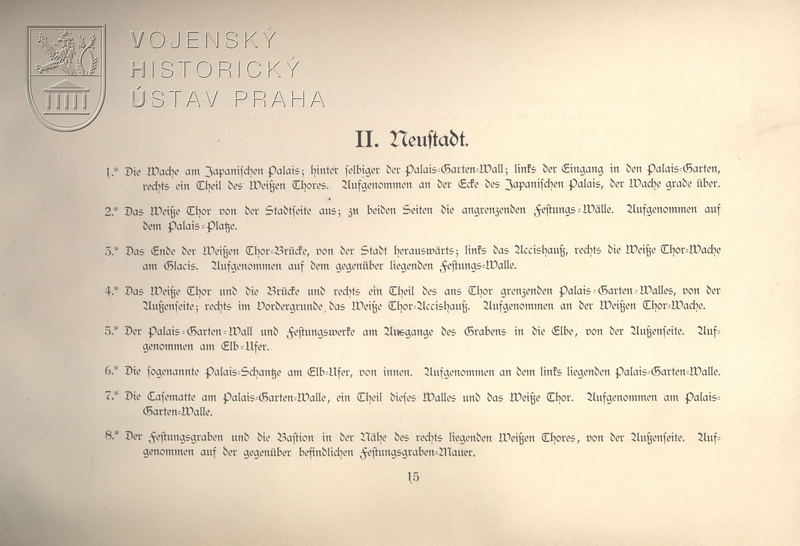 VOJENSKÝ
HISTORICKÝ
ÚSTAV PRAHA
II. Neustadt.
1.* Die Wache am Japanischen Palais; hinter selbiger der Palais-Garten-Wall; links der Eingang in den Palais-Garten,
rechts ein Theil des Weißen Thores. Aufgenommen an der Ecke des Japanischen Palais, der Wache grade über.
2.* Das Weiße Thor von der Stadtseite aus; zu beiden Seiten die angrenzenden Festungs-Wälle. Aufgenommen auf
dem Palais-Platze.
3.* Das Ende der Weißen Thor-Brücke, von der Stadt herauswärts; links das Accishauß, rechts die Weiße Thor-Wache
am Glacis. Aufgenommen auf dem gegenüber liegenden Festungs-Walle.
4.* Das Weiße Thor und die Brücke und rechts ein Theil des ans Thor grenzenden Palais-Garten-Walles, von der
Außenseite; rechts im Vordergrunde das Weiße Thor-Accishauß. Aufgenommen an der Weißen Thor-Wache.
5.* Der Palais-Garten-Wall und Festungswerke am Ausgange des Grabens in die Elbe, von der Außenseite. Auf-
genommen am Elb-Ufer.
6.* Die sogenannte Palais-Schantze am Elb-Ufer, von innen. Aufgenommen an dem links liegenden Palais-Garten-Walle.
7.* Die Casematte am Palais-Garten-Walle, ein Theil dieses Walles und das Weiße Thor. Aufgenommen am Palais-
Garten-Walle.
8.* Der Festungsgraben und die Bastion in der Nähe des rechts liegenden Weißen Thores, von der Außenseite. Auf-
genommen auf der gegenüber befindlichen Festungsgraben-Mauer.
15